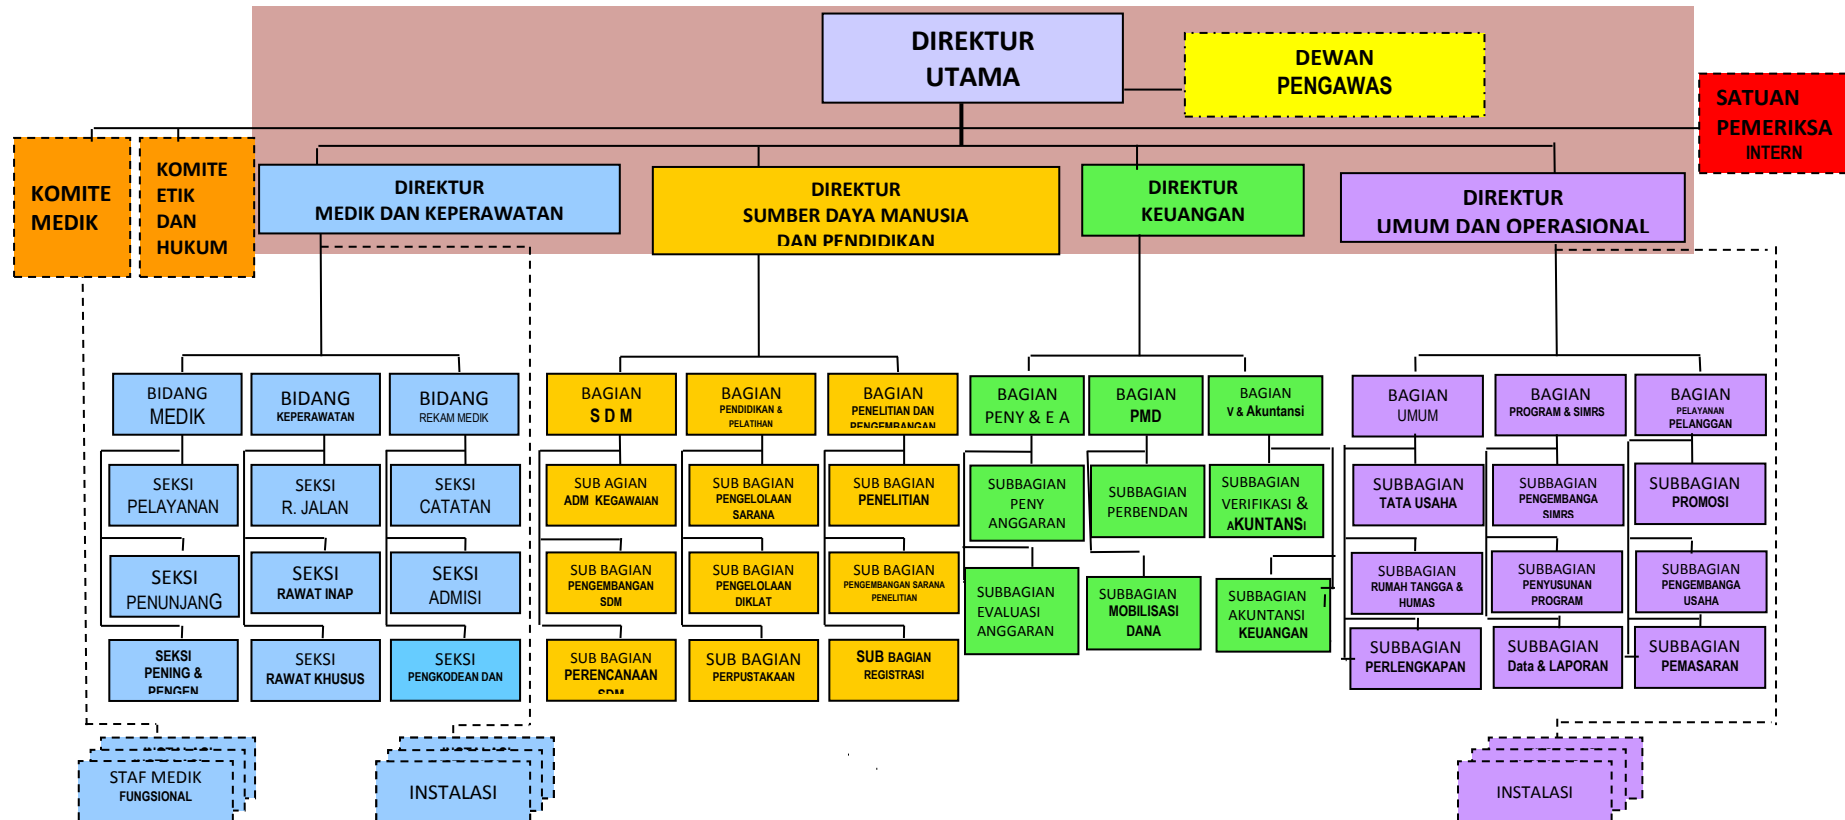 DIREKTUR
UTAMA
DEWAN
PENGAWAS
SATUAN
PEMERIKSA
INTERN
KOMITE
MEDIK
KOMITE
ETIK
DAN
HUKUM
DIREKTUR
MEDIK DAN KEPERAWATAN
DIREKTUR
SUMBER DAYA MANUSIA
DAN PENDIDIKAN
DIREKTUR
KEUANGAN
DIREKTUR
UMUM DAN OPERASIONAL
BIDANG
MEDIK
BIDANG
KEPERAWATAN
BIDANG
REKAM MEDIK
BAGIAN
S D M
BAGIAN
PENDIDIKAN &
PELATIHAN
BAGIAN
PENELITIAN DAN
PENGEMBANGAN
BAGIAN
PENY & E A
BAGIAN
PMD
BAGIAN
V & Akuntansi
BAGIAN
UMUM
BAGIAN
PROGRAM & SIMRS
BAGIAN
PELAYANAN
PELANGGAN
SEKSI
PELAYANAN
SEKSI
R. JALAN
SEKSI
CATATAN
SUB AGIAN
ADM KEGAWAIAN
SUB BAGIAN
PENGELOLAAN
SARANA
SUB BAGIAN
PENELITIAN
SUBBAGIAN
PENY
ANGGARAN
SUBBAGIAN
PERBENDAN
SUBBAGIAN
VERIFIKASI &
AKUNTANSI
SUBBAGIAN
TATA USAHA
SUBBAGIAN
PENGEMBANGA
SIMRS
SUBBAGIAN
PROMOSI
SEKSI
PENUNJANG
SEKSI
RAWAT INAP
SEKSI
ADMISI
SUB BAGIAN
PENGEMBANGAN
SDM
SUB BAGIAN
PENGELOLAAN
DIKLAT
SUB BAGIAN
PENGEMBANGAN SARANA
PENELITIAN
SUBBAGIAN
EVALUASI
ANGGARAN
SUBBAGIAN
MOBILISASI
DANA
SUBBAGIAN
AKUNTANSI
KEUANGAN
SUBBAGIAN
RUMAH TANGGA &
HUMAS
SUBBAGIAN
PENYUSUNAN
PROGRAM
SUBBAGIAN
PENGEMBANGA
USAHA
SEKSI
PENING &
PENGEN
SEKSI
RAWAT KHUSUS
SEKSI
PENGKODEAN DAN
SUB BAGIAN
PERENCANAAN
SDM
SUB BAGIAN
PERPUSTAKAAN
SUB BAGIAN
REGISTRASI
SUBBAGIAN
PERLENGKAPAN
SUBBAGIAN
Data & LAPORAN
SUBBAGIAN
PEMASARAN
STAF MEDIK
FUNGSIONAL
INSTALASI
INSTALASI